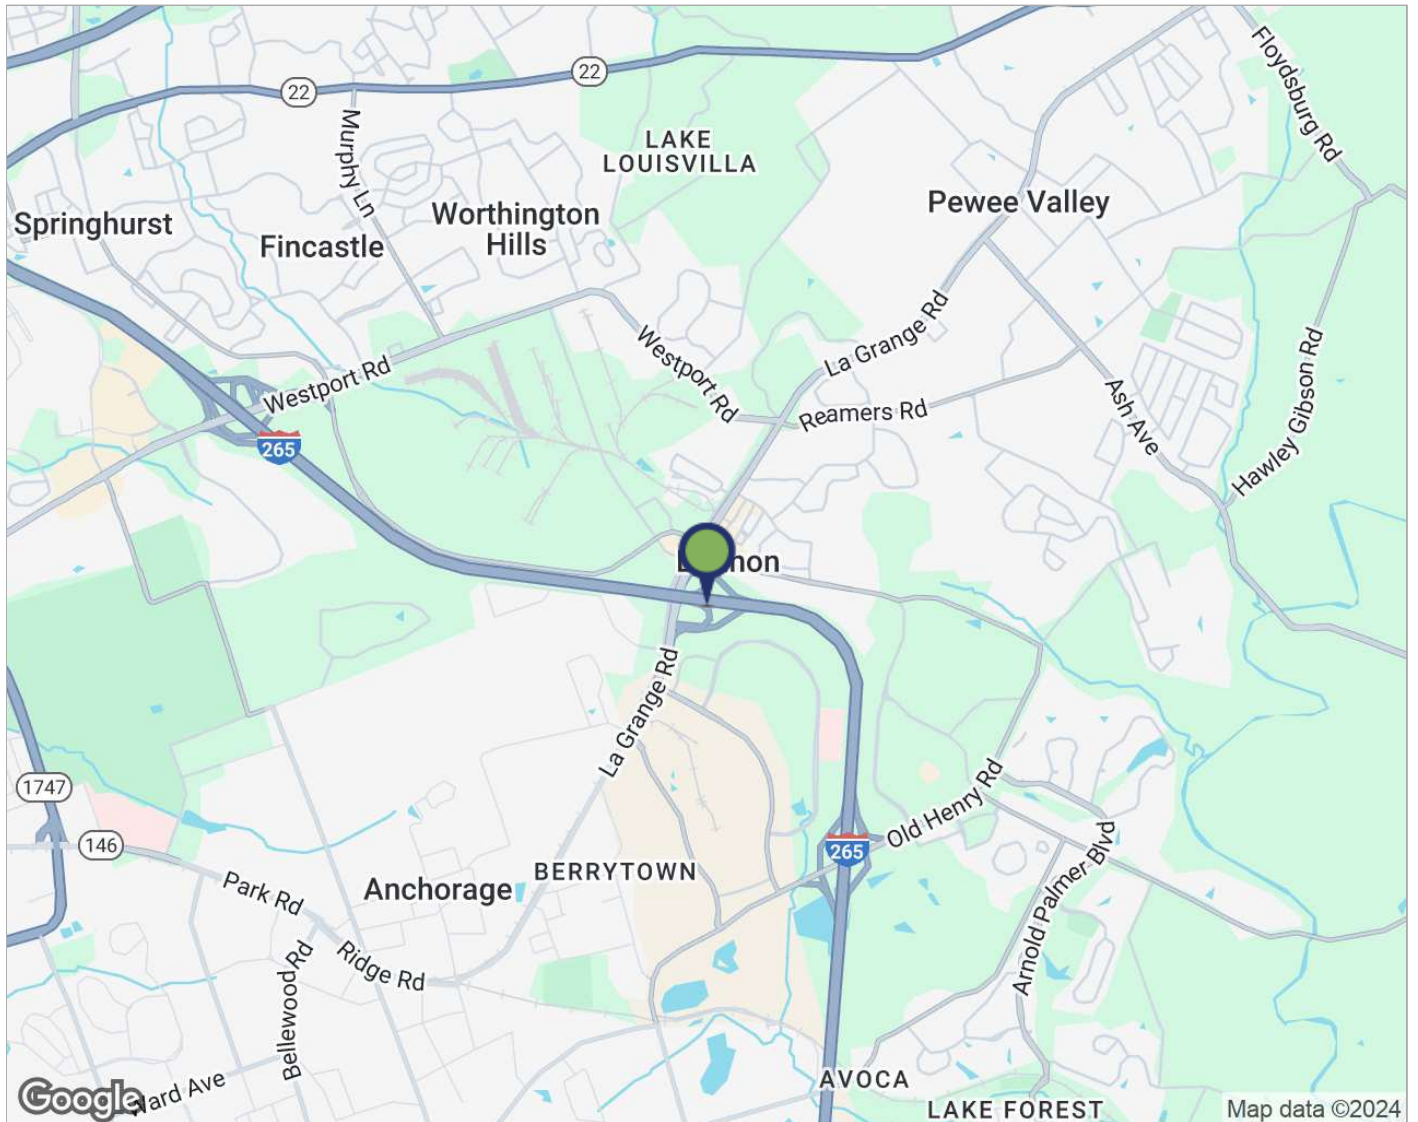 22
22
Murphy Ln
LAKE
LOUISVILLA
Floydsburg Rd
Springhurst
Fincastle
Worthington
Hills
Pewee Valley
Westport Rd
Westport Rd
La Grange Rd
Reamers Rd
Ash Ave
Hawley Gibson Rd
265
La Grange Rd
1747
146
Park Rd
Ridge Rd
Bellewood Rd
Anchorage
BERRYTOWN
265
Old Henry Rd
Arnold Palmer Blvd
AVOCA
LAKE FOREST
Ward Ave
Google
Map data ©2024